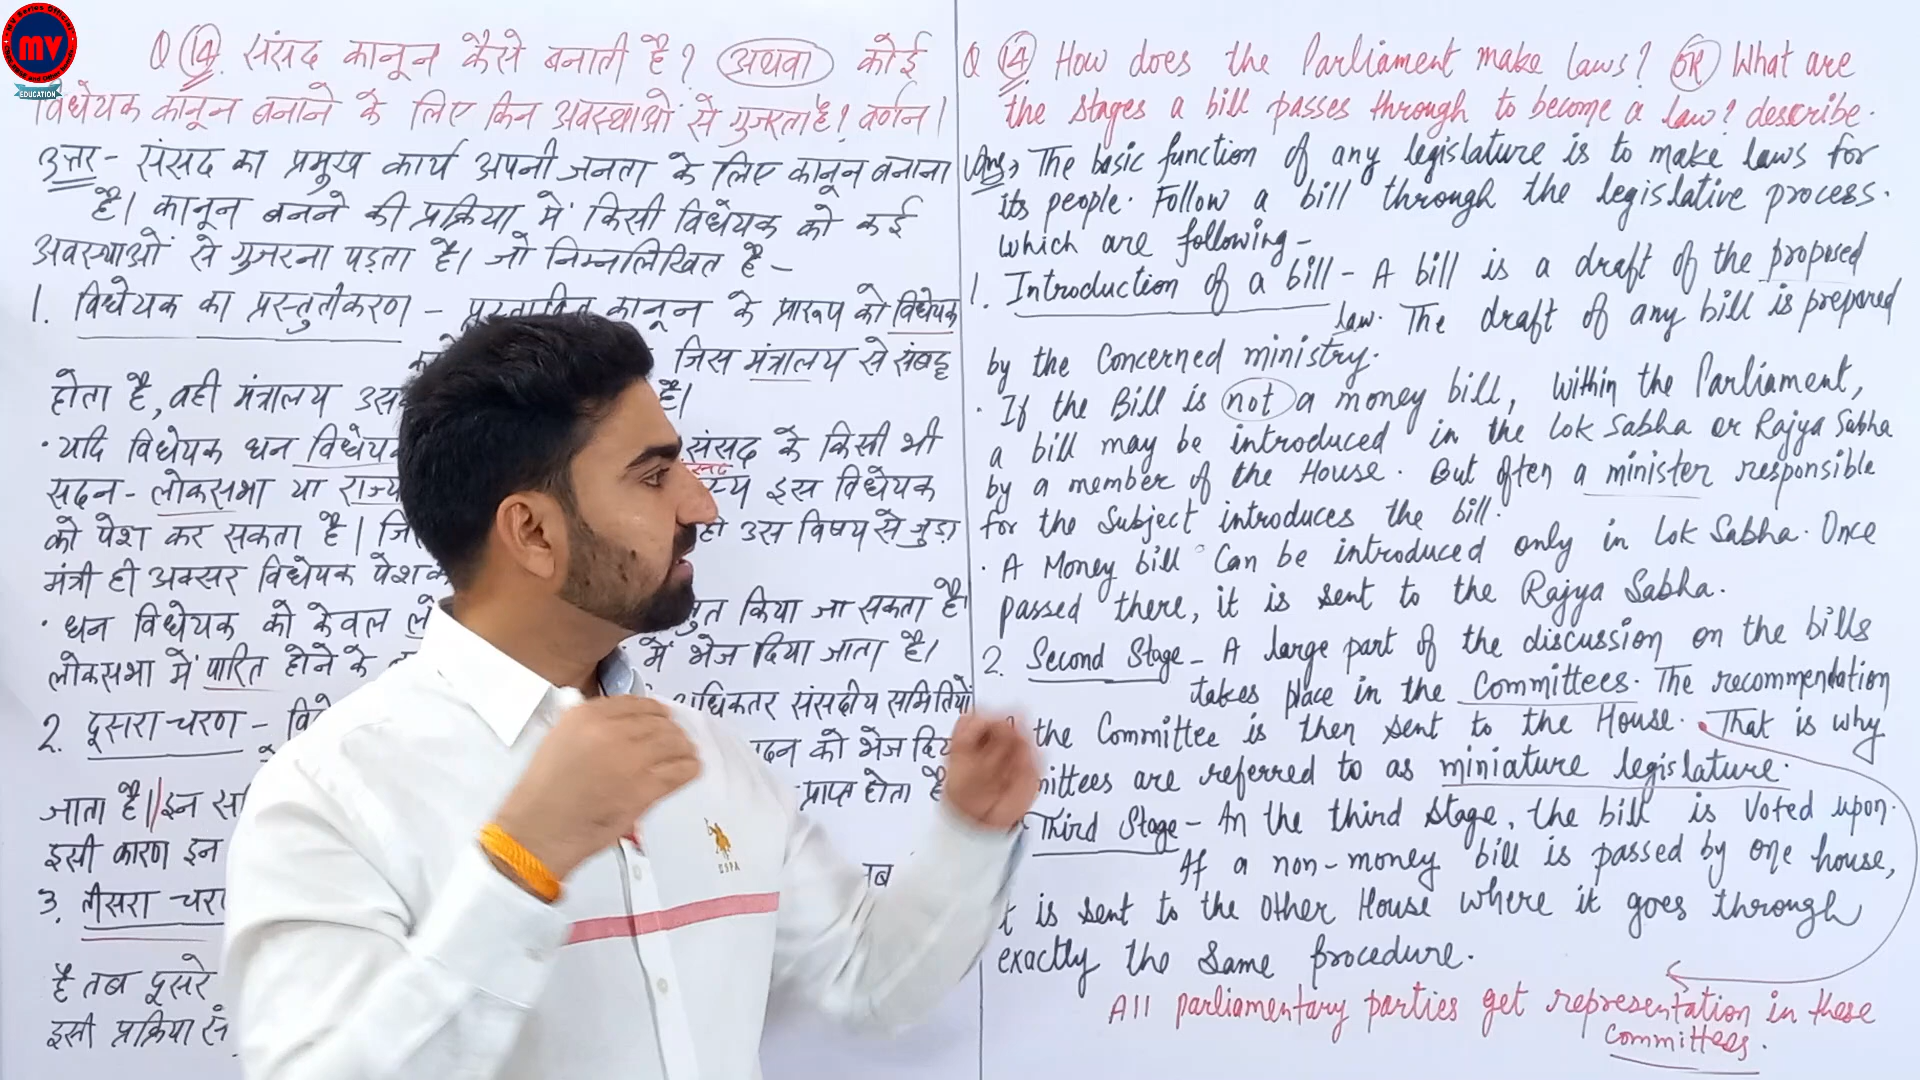 MV
EDUCATION
Q 14. संसद कानून कैसे बनाती है? अथवा कोई
विधेयक कानून बनाने के लिए किन अवस्थाओं से गुजरता है? वर्णन।
उत्तर - संसद का प्रमुख कार्य अपनी जनता के लिए कानून बनाना
है। कानून बनने की प्रक्रिया में किसी विधेयक को कई
अवस्थाओं से गुजरना पड़ता है। जो निम्नलिखित है -
1. विधेयक का प्रस्तुतीकरण - प्रस्तावित कानून के प्रारूप को विधेयक
जिस मंत्रालय से संबद्ध
होता है, वही मंत्रालय है।
· यदि विधेयक धन विधेयक संसद के किसी भी
सदन - लोकसभा या इस विधेयक
को पेश कर सकता है। उस विषय से जुड़ा
मंत्री ही अक्सर विधेयक पेश
· धन विधेयक को केवल किया जा सकता है
लोकसभा में पारित होने के में भेज दिया जाता है।
2. दूसरा चरण - अधिकतर संसदीय समितियों
को भेज दि
जाता है। इन प्राप्त होता है
इसी कारण इन
3. तीसरा
है तब दूसरे
इसी प्रक्रिया
Q 14. How does the Parliament make laws? OR What are
the stages a bill passes through to become a law? describe.
Ans, The basic function of any legislature is to make laws for
its people. Follow a bill through the legislative process.
which are following -
1. Introduction of a bill - A bill is a draft of the proposed
law. The draft of any bill is prepared
by the Concerned ministry.
· If the Bill is not a money bill, within the Parliament,
a bill may be introduced in the Lok Sabha or Rajya Sabha
by a member of the House. But often a minister responsible
for the Subject introduces the bill.
· A Money bill Can be introduced only in Lok Sabha. Once
passed there, it is sent to the Rajya Sabha.
2. Second Stage - A large part of the discussion on the bills
takes place in the Committees. The recommendation
the Committee is then sent to the House. That is why
mittees are referred to as miniature legislature.
Third Stage - In the third stage, the bill is Voted upon.
If a non-money bill is passed by one house,
is sent to the Other House where it goes through
exactly the Same procedure.
All parliamentary parties get representation in these
Committees.
USPA